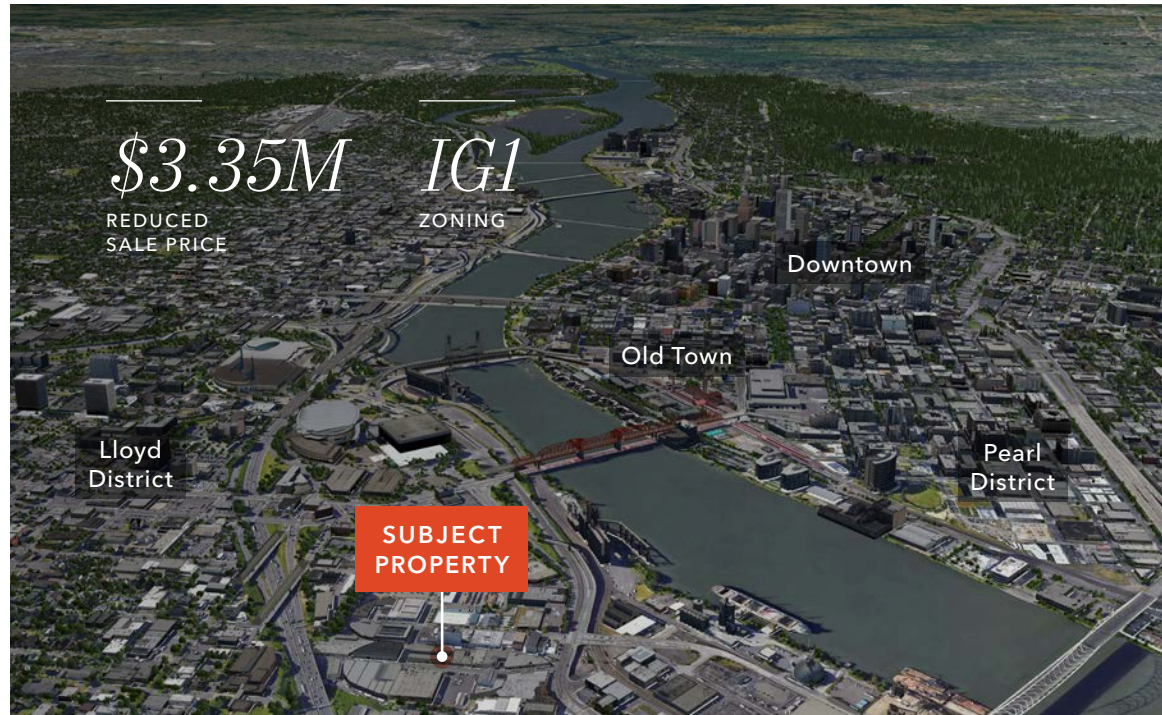 $3.35M
REDUCED
SALE PRICE
IG1
ZONING
Downtown
Old Town
Lloyd
District
Pearl
District
SUBJECT
PROPERTY